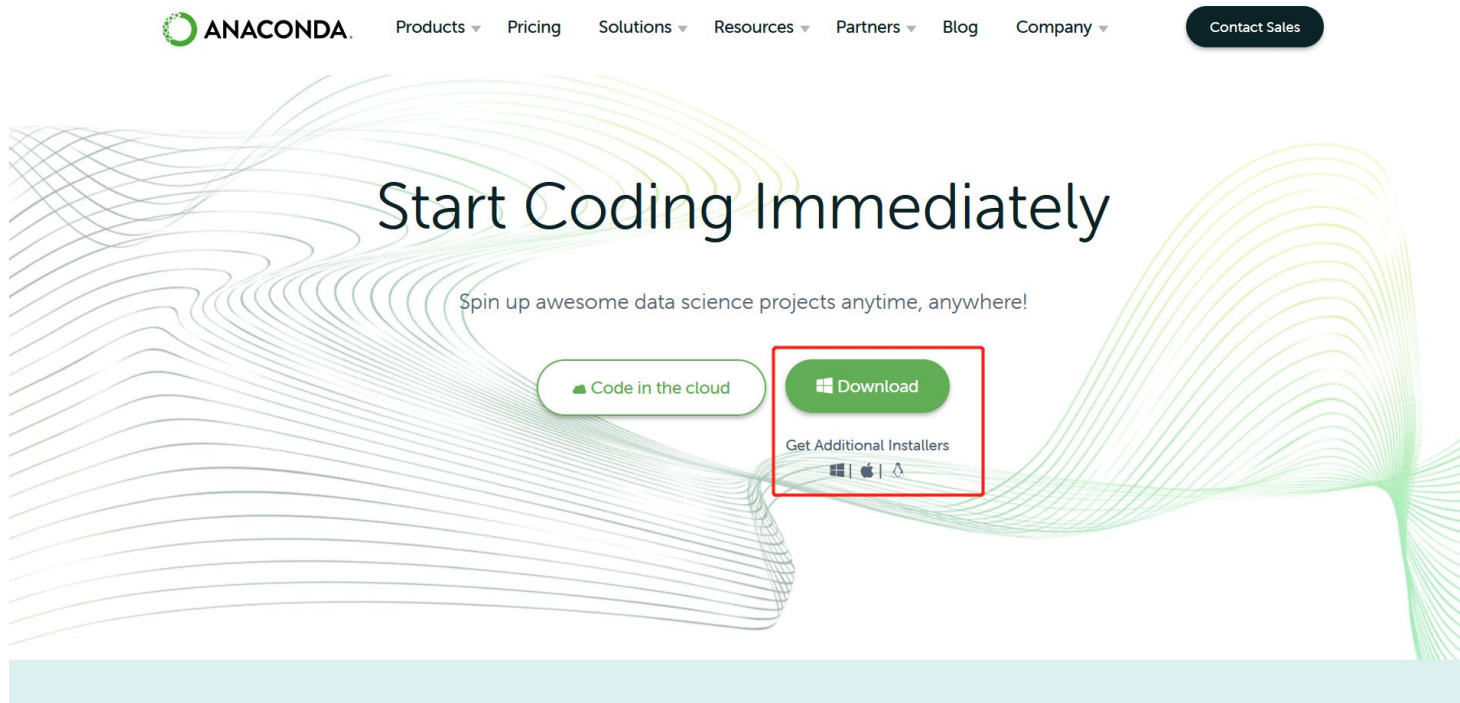 ANACONDA. Products Pricing Solutions Resources Partners Blog Company Contact Sales
Start Coding Immediately
Spin up awesome data science projects anytime, anywhere!
Code in the cloud Download
Get Additional Installers
| |